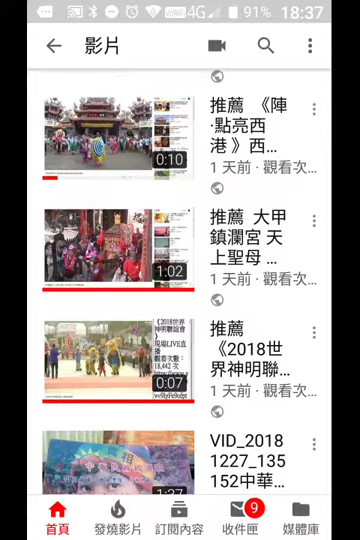 4G 91% 18:37
影片
推薦 《陣
·點亮西
港 》西...
1 天前 · 觀看次...
0:10
推薦 大甲
鎮瀾宮 天
上聖母 ...
1 天前 · 觀看次...
1:02
推薦
《2018世
界神明聯...
1 天前 · 觀看次...
《2018世界
神明聯誼會》
現場LIVE直
播
觀看次數：
18,442 次
0:07
VID_2018
1227_135
152中華...
1:27
9
首頁
發燒影片
訂閱內容
收件匣
媒體庫